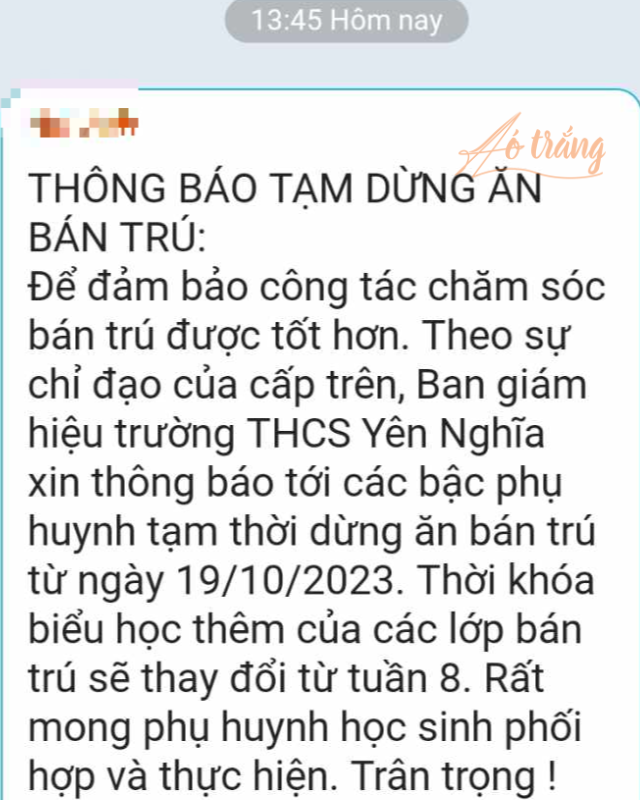 13:45 Hôm nay
Áo trắng
THÔNG BÁO TẠM DỪNG ĂN
BÁN TRÚ:
Để đảm bảo công tác chăm sóc
bán trú được tốt hơn. Theo sự
chỉ đạo của cấp trên, Ban giám
hiệu trường THCS Yên Nghĩa
xin thông báo tới các bậc phụ
huynh tạm thời dừng ăn bán trú
từ ngày 19/10/2023. Thời khóa
biểu học thêm của các lớp bán
trú sẽ thay đổi từ tuần 8. Rất
mong phụ huynh học sinh phối
hợp và thực hiện. Trân trọng !